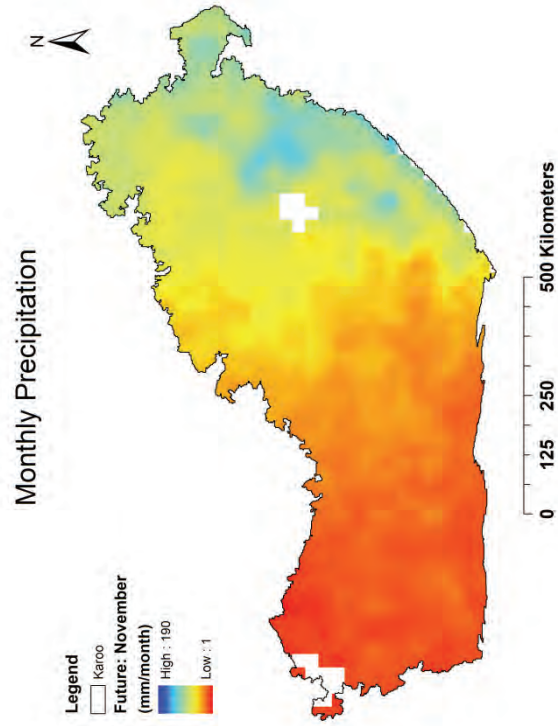 Monthly Precipitation
N
Legend
Karoo
Future: November
(mm/month)
High : 190
Low : 1
0 125 250 500 Kilometers